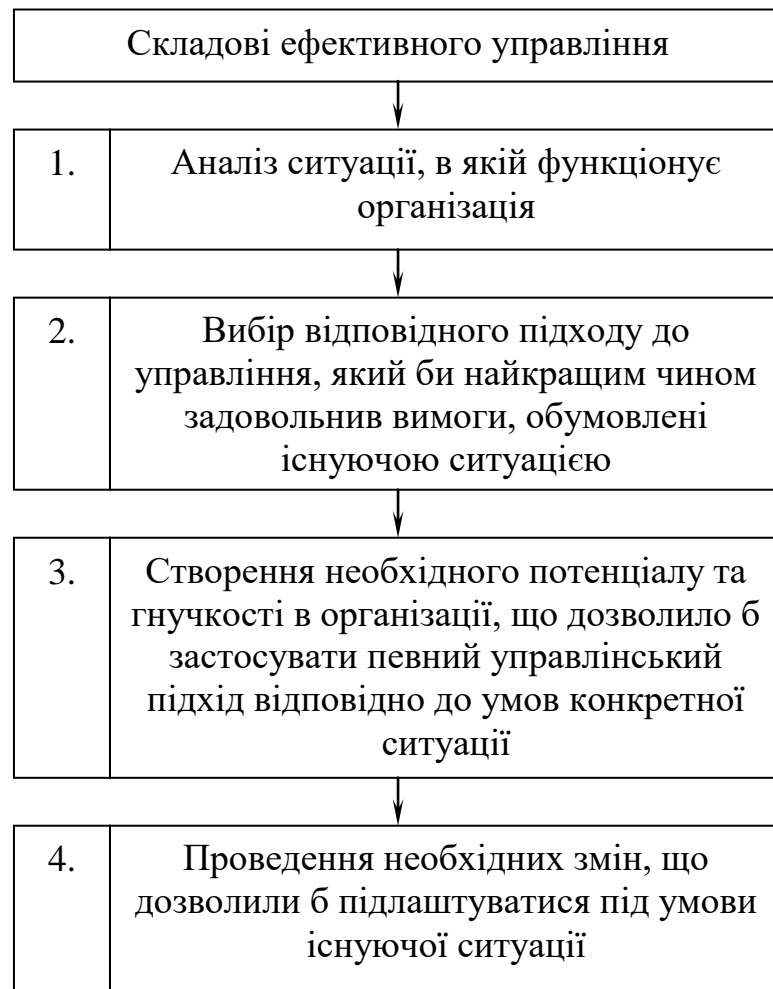 Складові ефективного управління
1. Аналіз ситуації, в якій функціонує
організація
2. Вибір відповідного підходу до
управління, який би найкращим чином
задовольнив вимоги, обумовлені
існуючою ситуацією
3. Створення необхідного потенціалу та
гнучкості в організації, що дозволило б
застосувати певний управлінський
підхід відповідно до умов конкретної
ситуації
4. Проведення необхідних змін, що
дозволили б підлаштуватися під умови
існуючої ситуації